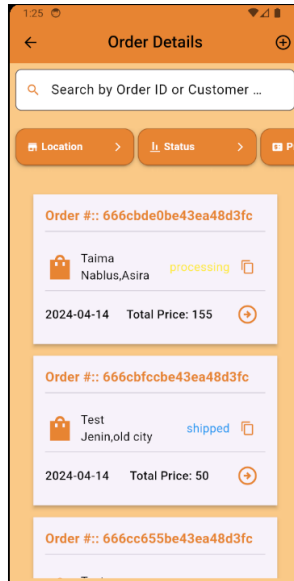 1:25
Order Details
Search by Order ID or Customer ...
Location
Status
P
Order #:: 666cbde0be43ea48d3fc
Taima
Nablus,Asira
processing
2024-04-14 Total Price: 155
Order #:: 666cbfccbe43ea48d3fc
Test
Jenin,old city
shipped
2024-04-14 Total Price: 50
Order #:: 666cc655be43ea48d3fc